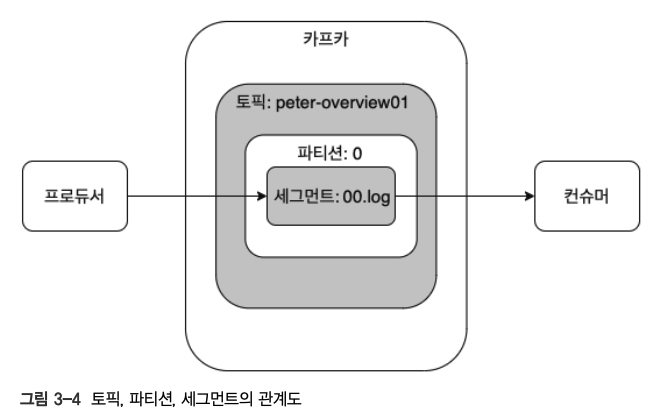 카프카
토픽: peter-overview01
파티션: 0
프로듀서
세그먼트: 00.log
컨슈머
그림 3-4 토픽, 파티션, 세그먼트의 관계도